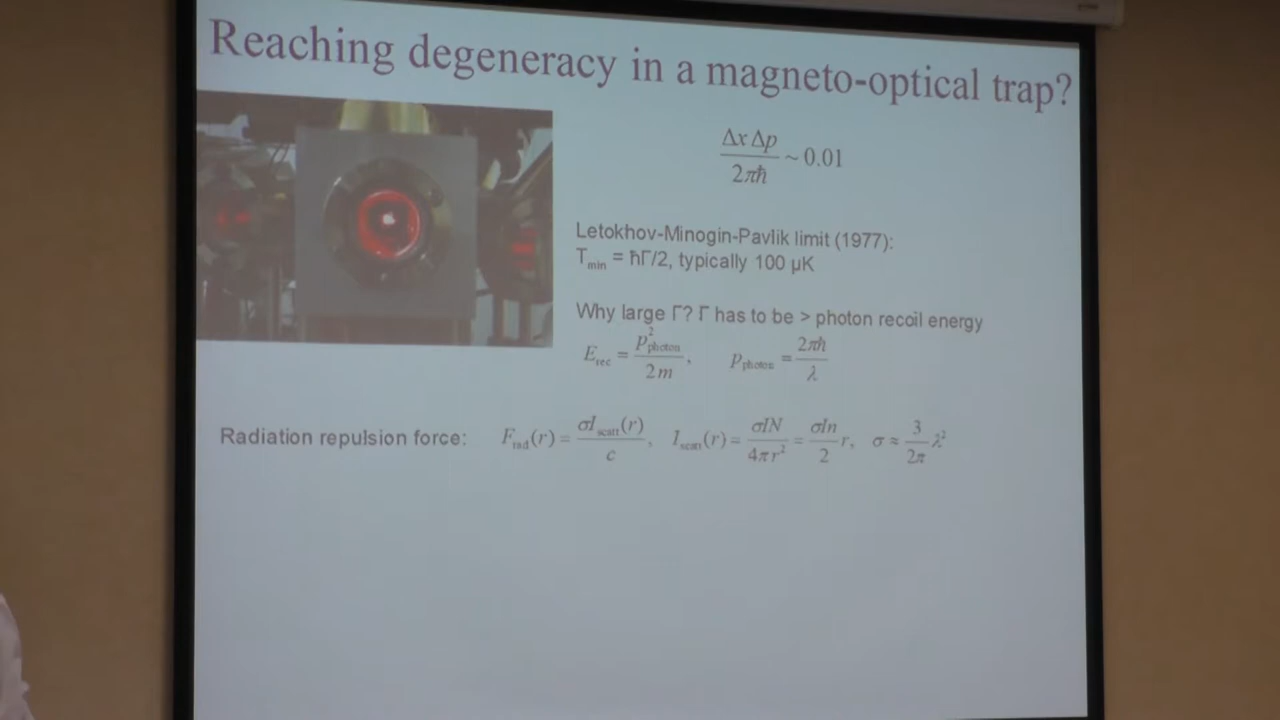 Reaching degeneracy in a magneto-optical trap?
Δx Δp / 2πħ ~ 0.01
Letokhov-Minogin-Pavlik limit (1977):
T_min = ħΓ/2, typically 100 μK
Why large Γ? Γ has to be > photon recoil energy
E_rec = P²_photon / 2m, P_photon = 2πħ / λ
Radiation repulsion force: F_rad(r) = σI_scatt(r) / c, I_scatt(r) = σIN / 4πr² = σIn / 2 r, σ ≈ 3 / 2π λ²